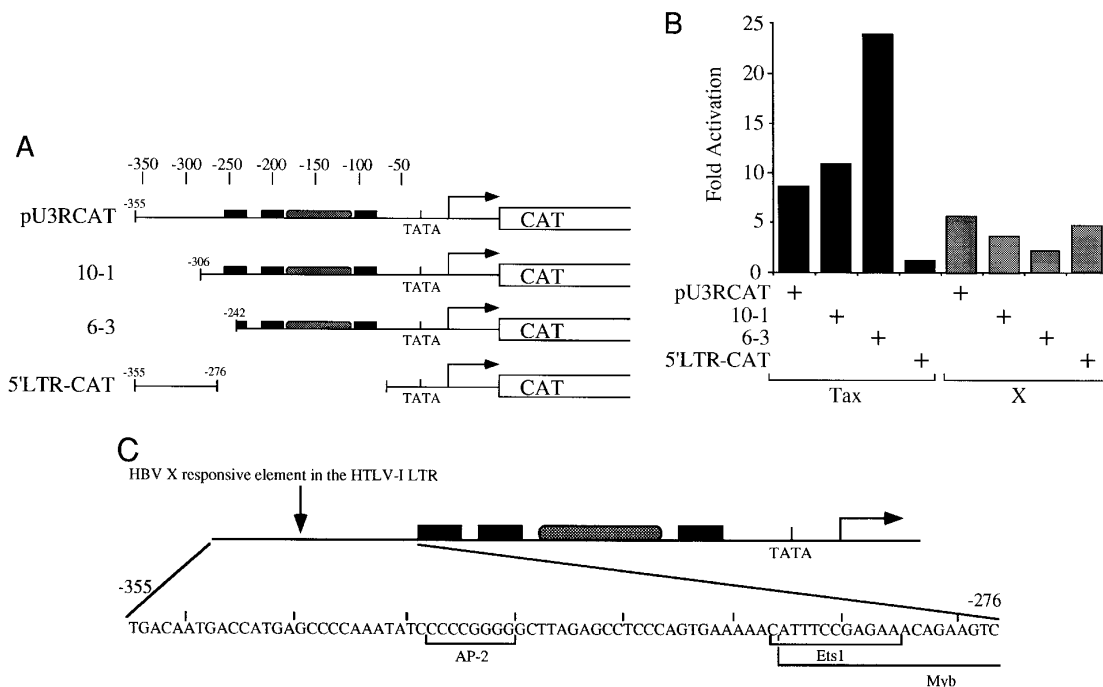 A
-350 -300 -250 -200 -150 -100 -50
pU3RCAT -355 TATA CAT
10-1 -306 TATA CAT
6-3 -242 TATA CAT
5'LTR-CAT -355 -276 TATA CAT
B
Fold Activation
25
20
15
10
5
0
pU3RCAT + +
10-1 + +
6-3 + +
5'LTR-CAT + +
Tax X
C
HBV X responsive element in the HTLV-I LTR
TATA
-355 -276
TGACAATGACCATGAGCCCCAAATATCCCCCGGGGGCTTAGAGCCTCCCAGTGAAAAACATTTCCGAGAAACAGAAGTC
AP-2 Ets1
Myb